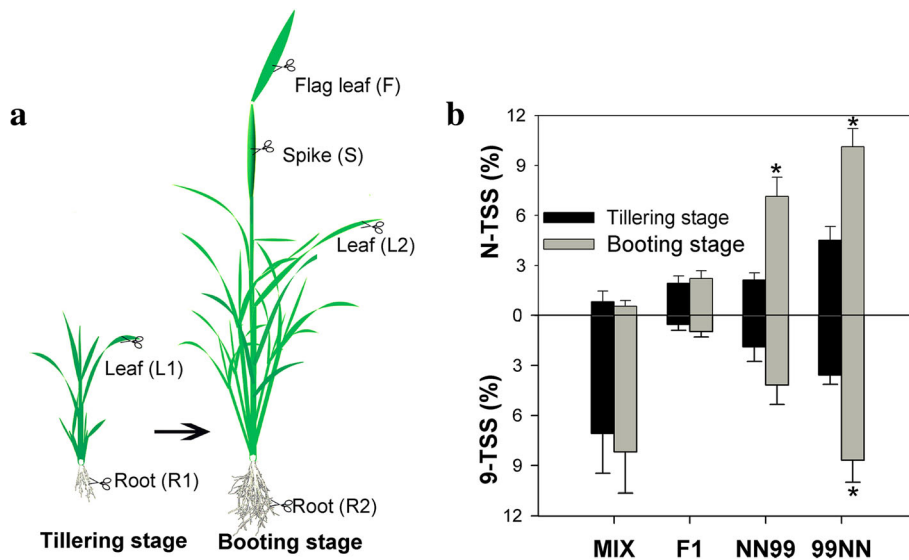 a
Flag leaf (F)
Spike (S)
Leaf (L2)
Leaf (L1)
Root (R1)
Root (R2)
Tillering stage
Booting stage
b
N-TSS (%)
9-TSS (%)
12
9
6
3
0
3
6
9
12
Tillering stage
Booting stage
*
*
*
MIX F1 NN99 99NN